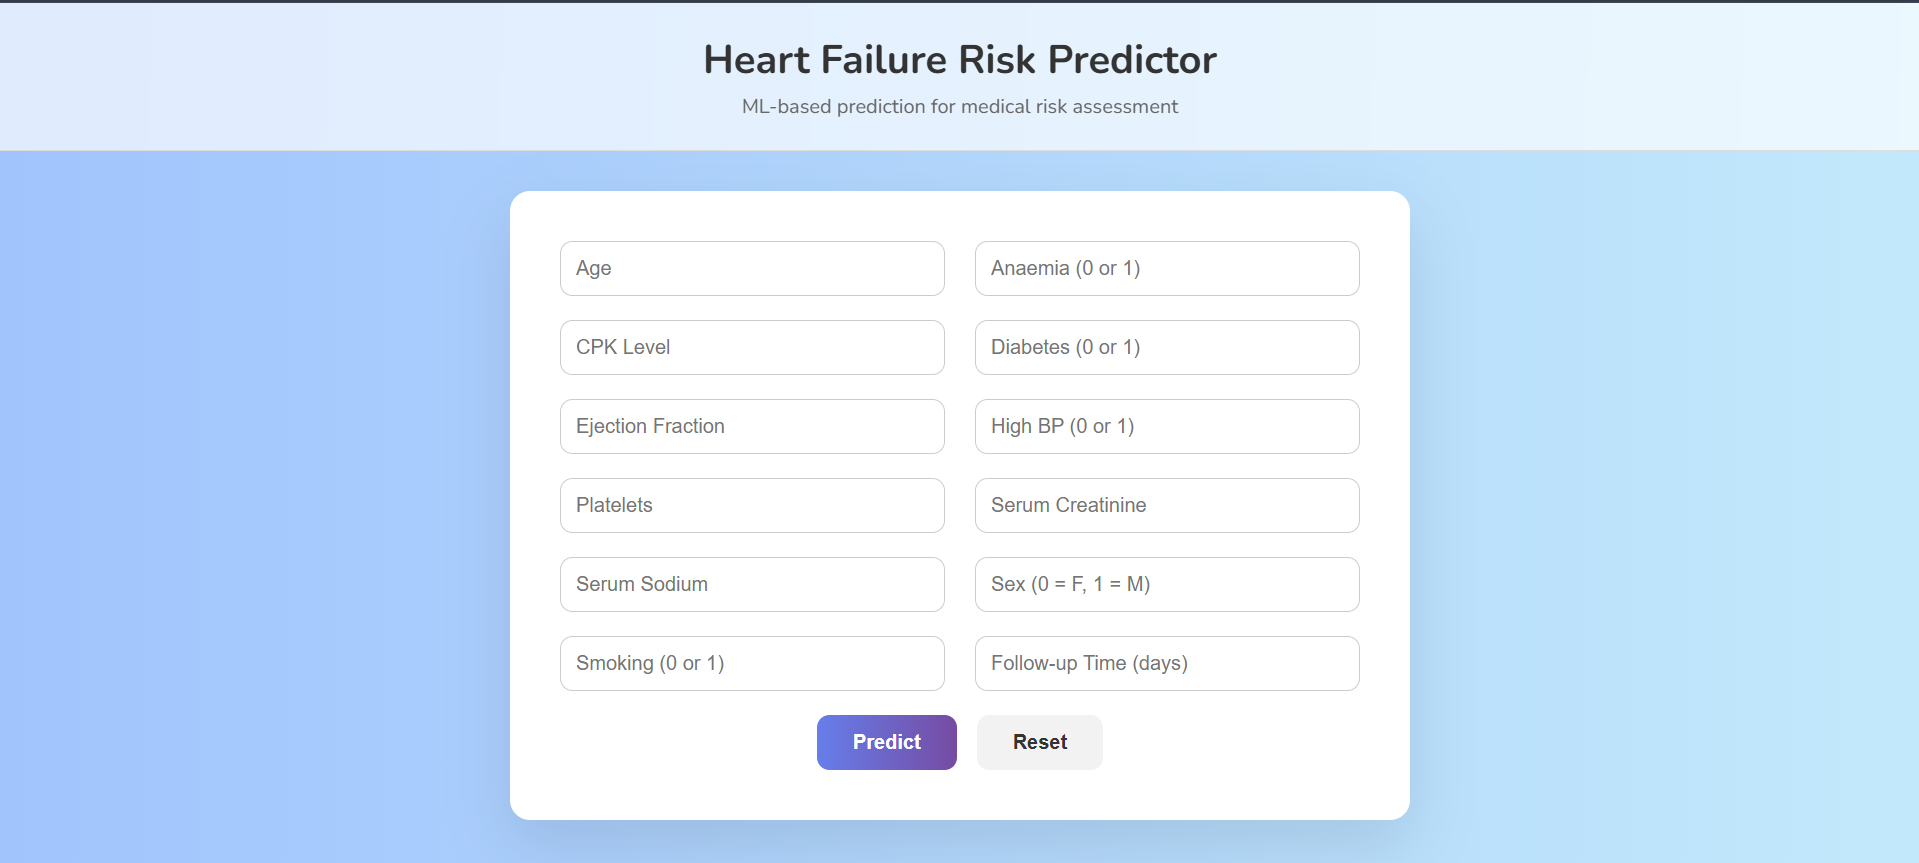 Heart Failure Risk Predictor
ML-based prediction for medical risk assessment
Age
Anaemia (0 or 1)
CPK Level
Diabetes (0 or 1)
Ejection Fraction
High BP (0 or 1)
Platelets
Serum Creatinine
Serum Sodium
Sex (0 = F, 1 = M)
Smoking (0 or 1)
Follow-up Time (days)
Predict
Reset